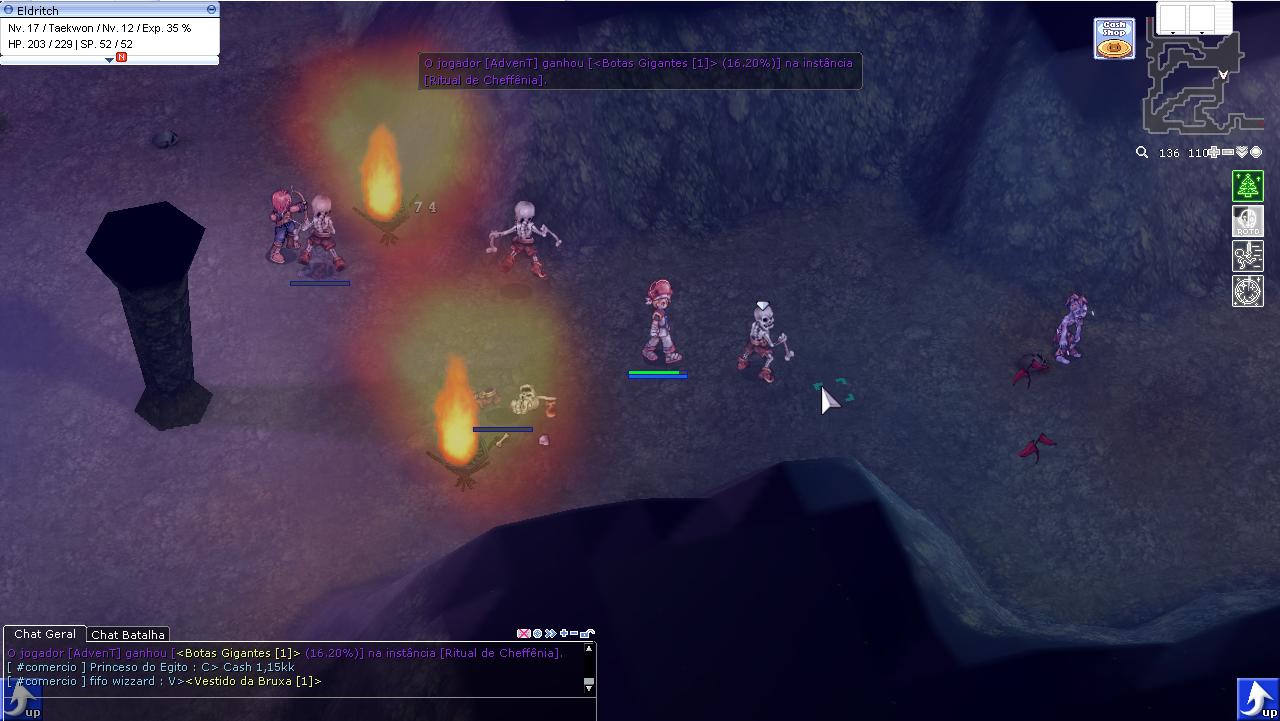 Eldritch
Nv. 17 / Taekwon / Nv. 12 / Exp. 35 %
HP. 203 / 229 | SP. 52 / 52
N
O jogador [AdvenT] ganhou [<Botas Gigantes [1]> (16.20%)] na instância
[Ritual de Cheffênia].
Cash
Shop
136 110
ROTD
74
Chat Geral Chat Batalha
O jogador [AdvenT] ganhou [<Botas Gigantes [1]> (16.20%)] na instância [Ritual de Cheffênia].
[ #comercio ] Princeso do Egito : C> Cash 1,15kk
[ #comercio ] fifo wizzard : V><Vestido da Bruxa [1]>
up
up